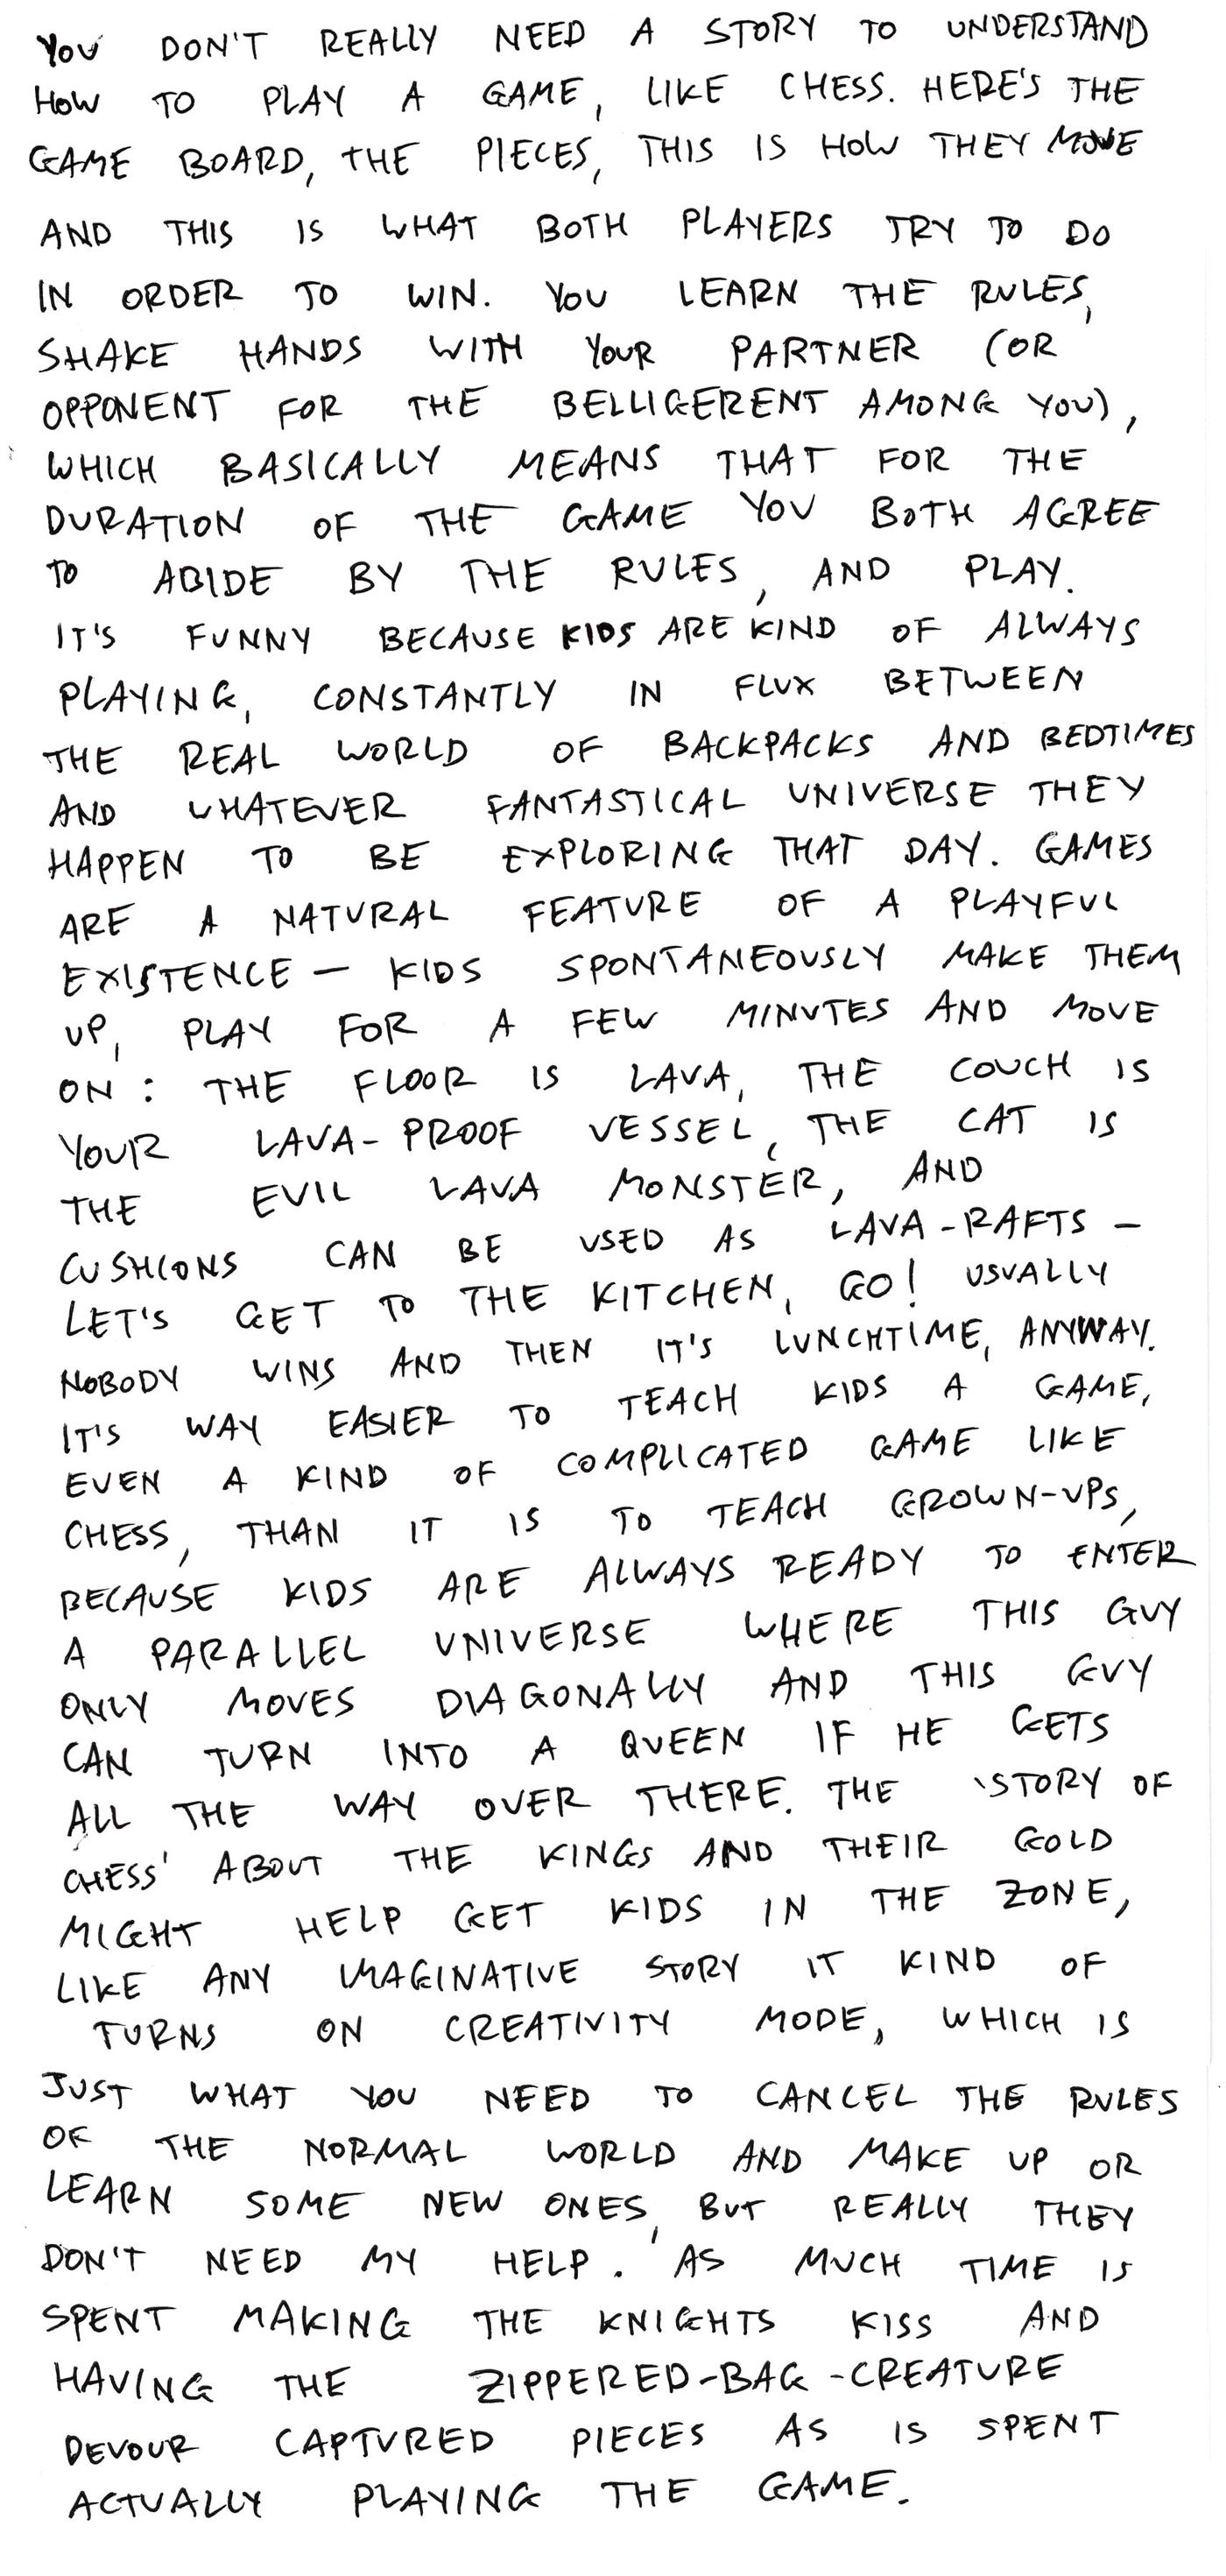 YOU DON'T REALLY NEED A STORY TO UNDERSTAND
HOW TO PLAY A GAME, LIKE CHESS. HERE'S THE
GAME BOARD, THE PIECES, THIS IS HOW THEY MOVE
AND THIS IS WHAT BOTH PLAYERS TRY TO DO
IN ORDER TO WIN. YOU LEARN THE RULES,
SHAKE HANDS WITH YOUR PARTNER (OR
OPPONENT FOR THE BELLIGERENT AMONG YOU),
WHICH BASICALLY MEANS THAT FOR THE
DURATION OF THE GAME YOU BOTH AGREE
TO ABIDE BY THE RULES, AND PLAY.
IT'S FUNNY BECAUSE KIDS ARE KIND OF ALWAYS
PLAYING, CONSTANTLY IN FLUX BETWEEN
THE REAL WORLD OF BACKPACKS AND BEDTIMES
AND WHATEVER FANTASTICAL UNIVERSE THEY
HAPPEN TO BE EXPLORING THAT DAY. GAMES
ARE A NATURAL FEATURE OF A PLAYFUL
EXISTENCE — KIDS SPONTANEOUSLY MAKE THEM
UP, PLAY FOR A FEW MINUTES AND MOVE
ON: THE FLOOR IS LAVA, THE COUCH IS
YOUR LAVA-PROOF VESSEL, THE CAT IS
THE EVIL LAVA MONSTER, AND
CUSHIONS CAN BE USED AS LAVA-RAFTS —
LET'S GET TO THE KITCHEN, GO! USUALLY
NOBODY WINS AND THEN IT'S LUNCHTIME, ANYWAY.
IT'S WAY EASIER TO TEACH KIDS A GAME,
EVEN A KIND OF COMPLICATED GAME LIKE
CHESS, THAN IT IS TO TEACH GROWN-UPS,
BECAUSE KIDS ARE ALWAYS READY TO ENTER
A PARALLEL UNIVERSE WHERE THIS GUY
ONLY MOVES DIAGONALLY AND THIS GUY
CAN TURN INTO A QUEEN IF HE GETS
ALL THE WAY OVER THERE. THE 'STORY OF
CHESS' ABOUT THE KINGS AND THEIR GOLD
MIGHT HELP GET KIDS IN THE ZONE,
LIKE ANY IMAGINATIVE STORY IT KIND OF
TURNS ON CREATIVITY MODE, WHICH IS
JUST WHAT YOU NEED TO CANCEL THE RULES
OF THE NORMAL WORLD AND MAKE UP OR
LEARN SOME NEW ONES, BUT REALLY THEY
DON'T NEED MY HELP. AS MUCH TIME IS
SPENT MAKING THE KNIGHTS KISS AND
HAVING THE ZIPPERED-BAG-CREATURE
DEVOUR CAPTURED PIECES AS IS SPENT
ACTUALLY PLAYING THE GAME.